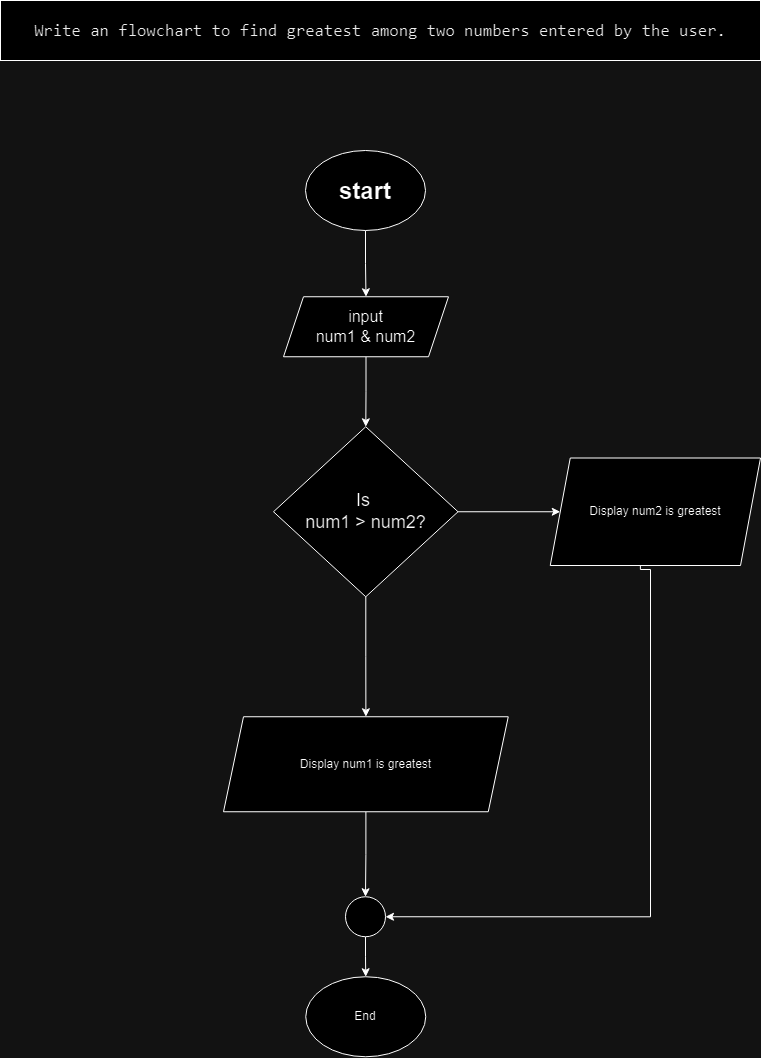 Write an flowchart to find greatest among two numbers entered by the user.
start
input
num1 & num2
Is
num1 > num2?
Display num2 is greatest
Display num1 is greatest
End